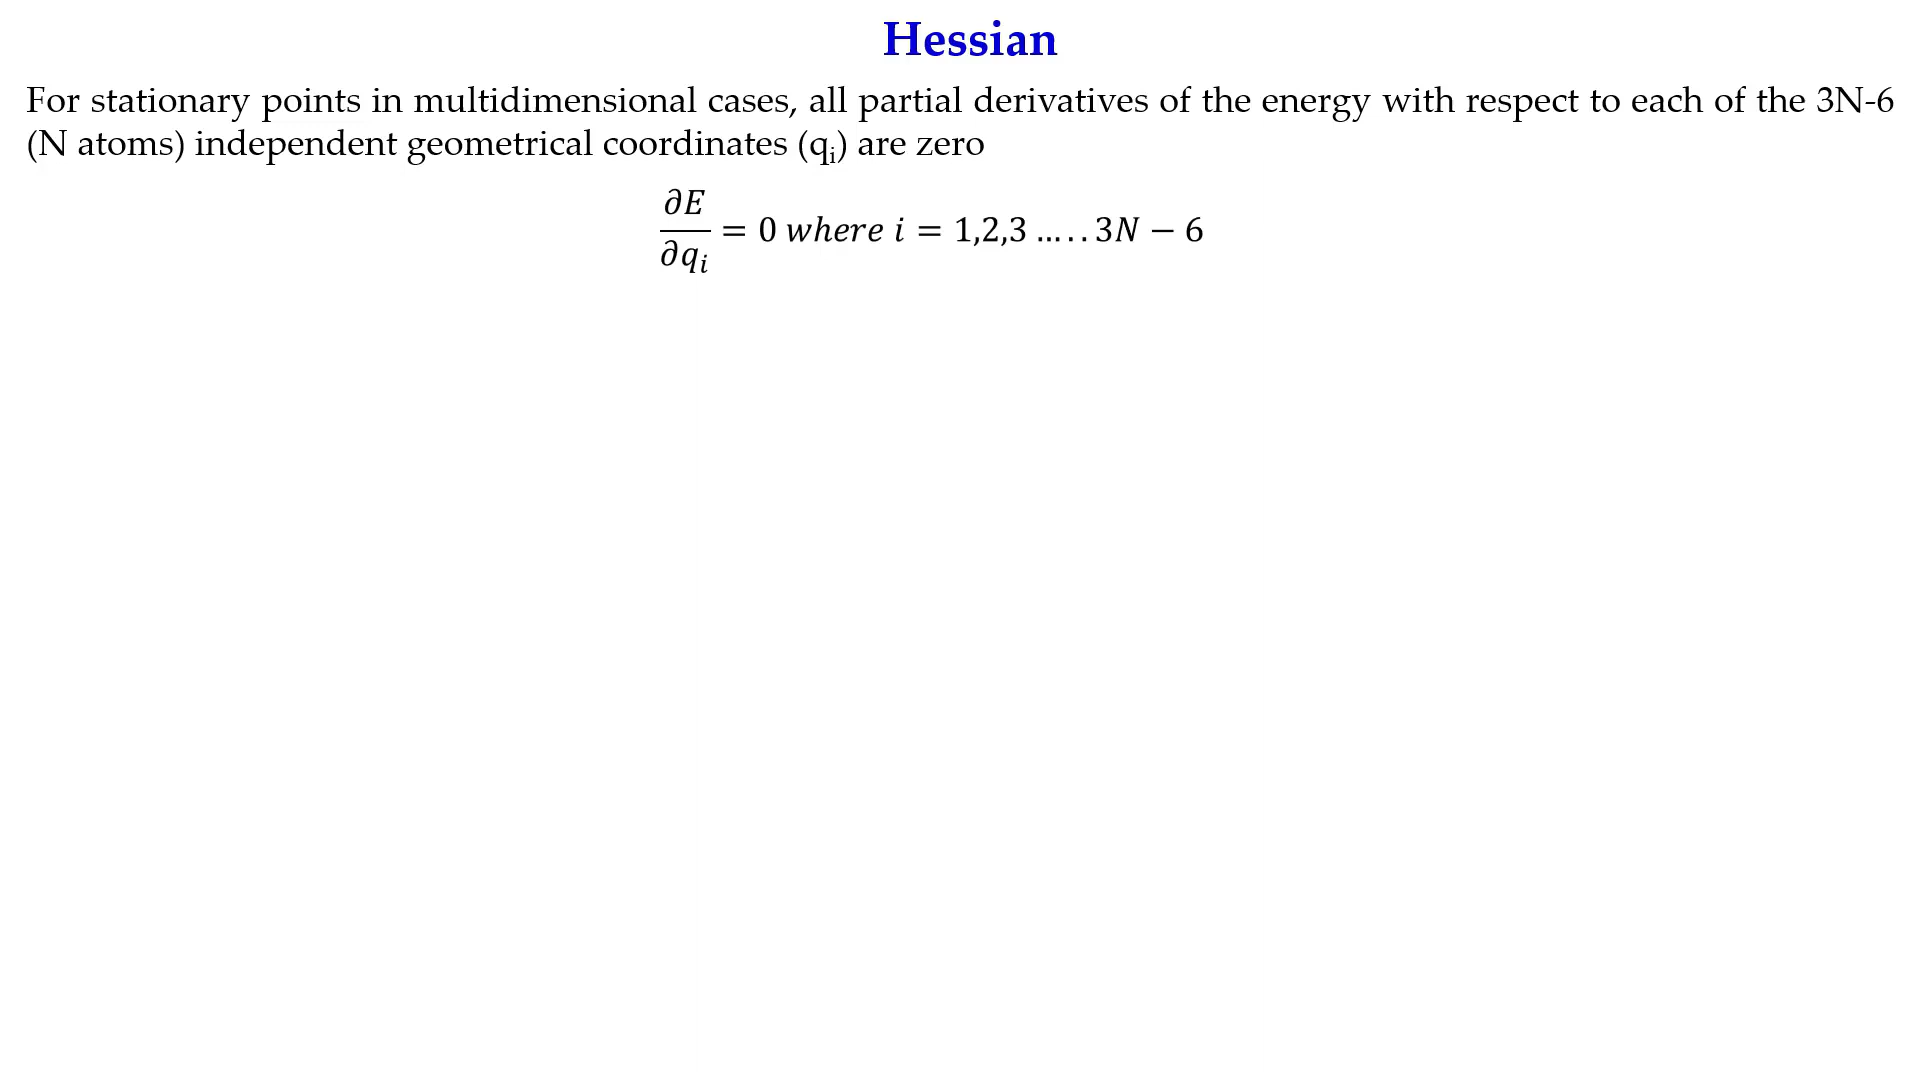 Hessian
For stationary points in multidimensional cases, all partial derivatives of the energy with respect to each of the 3N-6
(N atoms) independent geometrical coordinates (qᵢ) are zero
∂E/∂qᵢ = 0 where i = 1,2,3 ….. 3N − 6